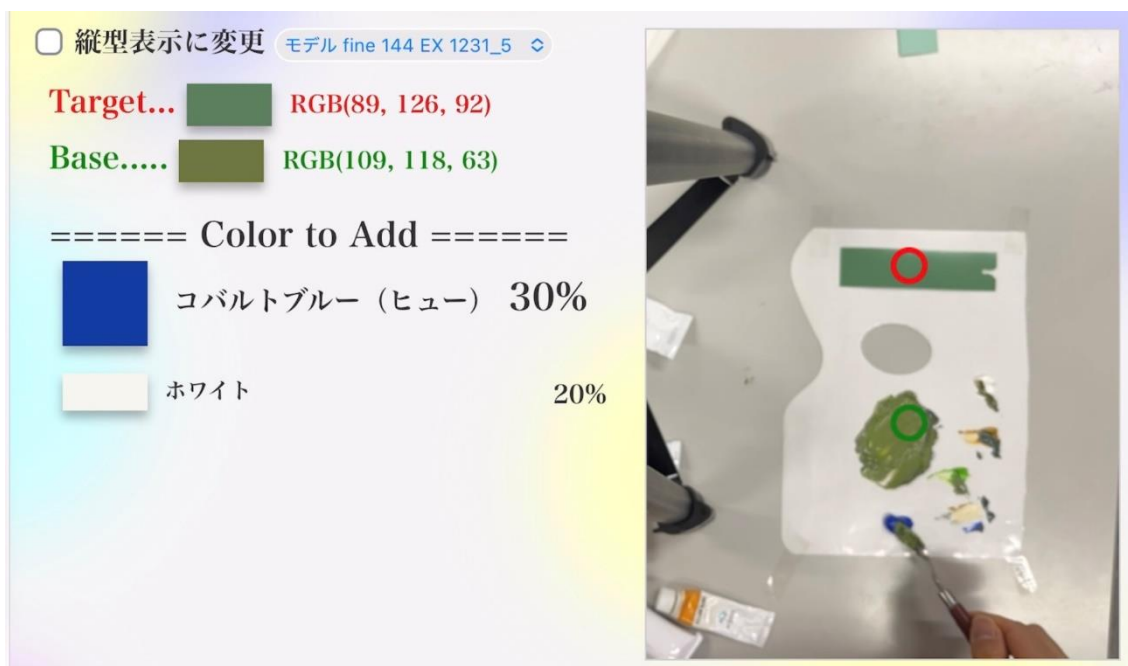 縦型表示に変更 モデル fine 144 EX 1231_5
Target... RGB(89, 126, 92)
Base..... RGB(109, 118, 63)
====== Color to Add ======
コバルトブルー（ヒュー） 30%
ホワイト 20%